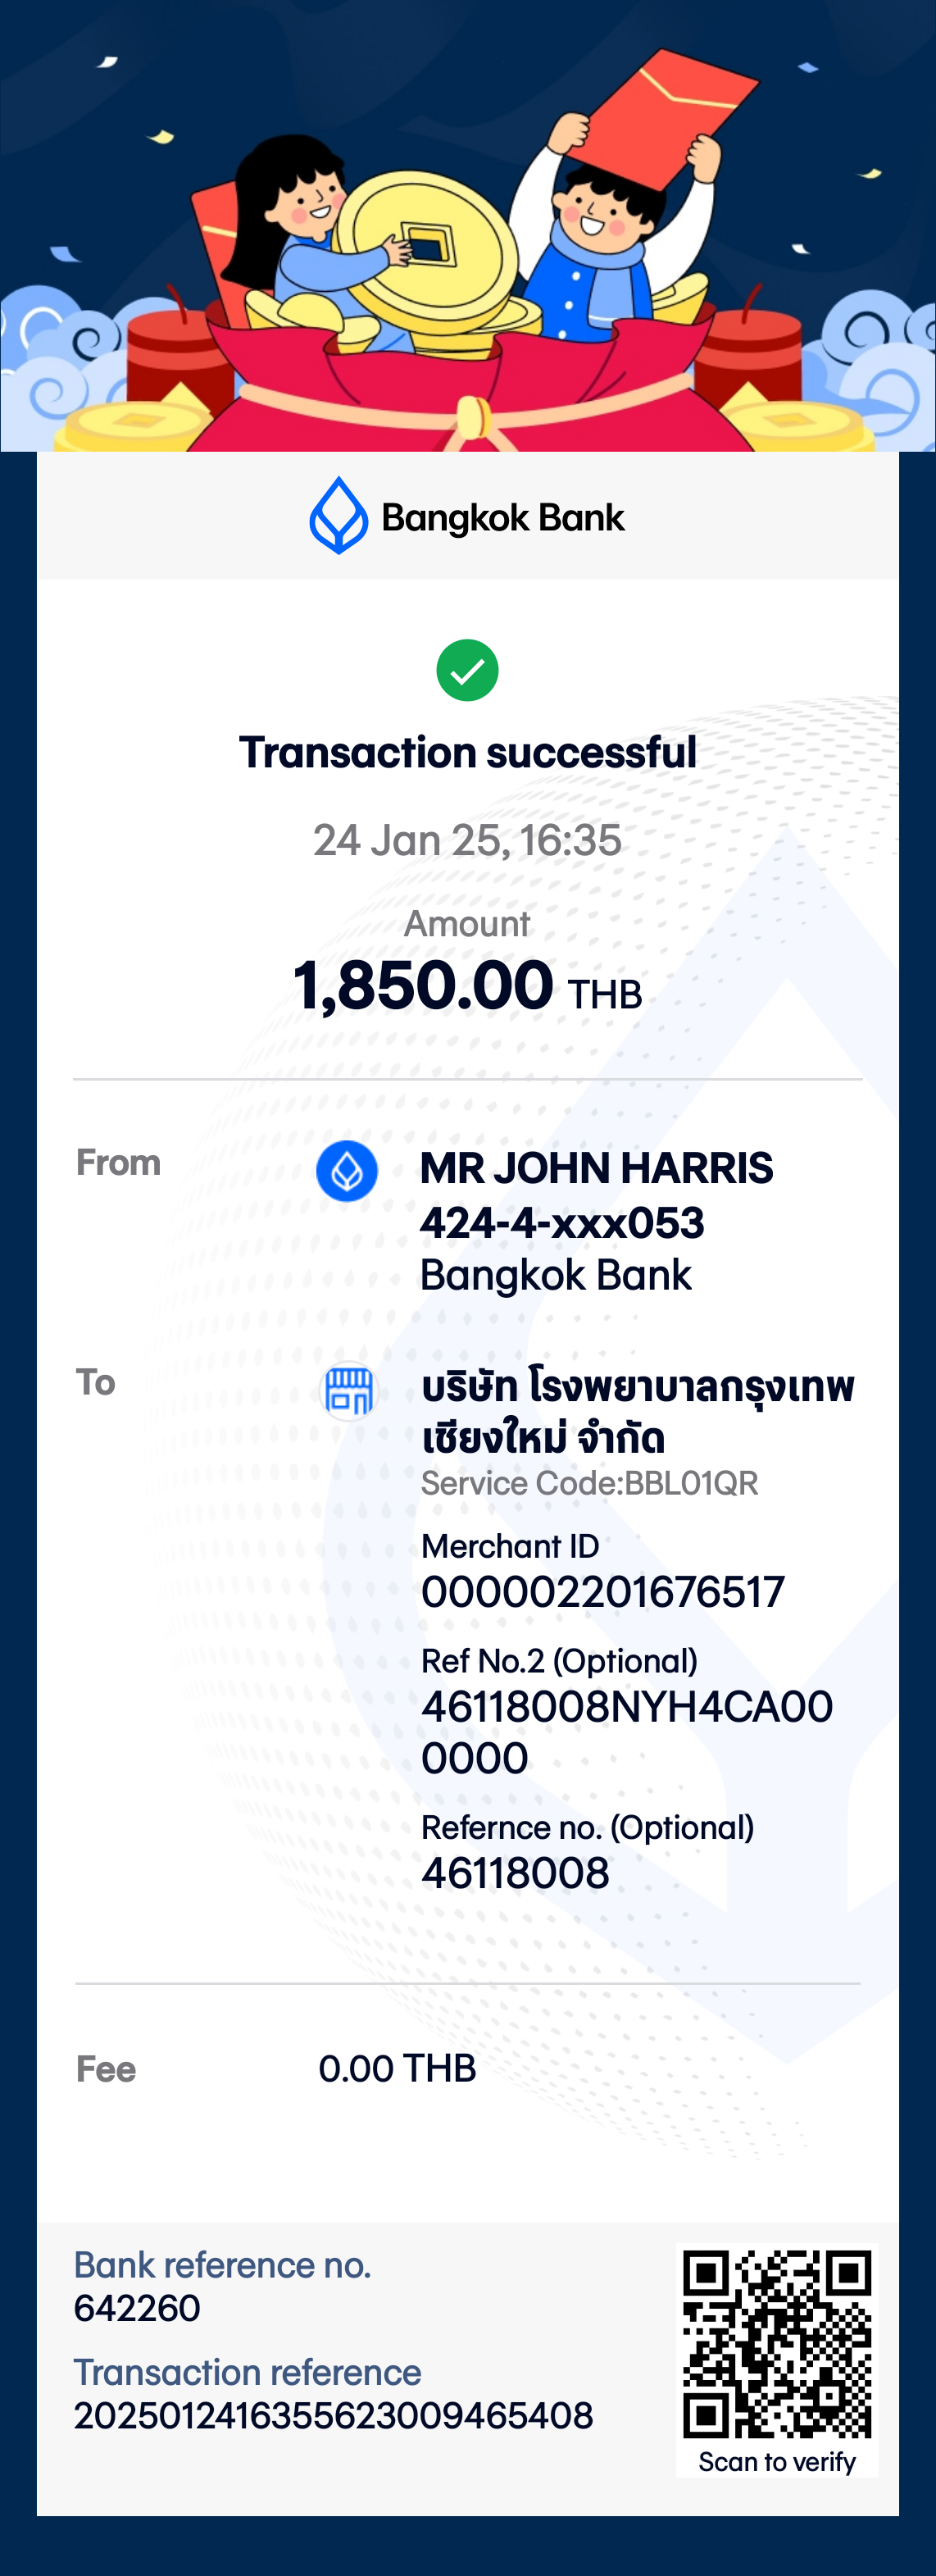 Bangkok Bank
Transaction successful
24 Jan 25, 16:35
Amount
1,850.00 THB
From
MR JOHN HARRIS
424-4-xxx053
Bangkok Bank
To
บริษัท โรงพยาบาลกรุงเทพ
เชียงใหม่ จำกัด
Service Code:BBL01QR
Merchant ID
000002201676517
Ref No.2 (Optional)
46118008NYH4CA00
0000
Refernce no. (Optional)
46118008
Fee 0.00 THB
Bank reference no.
642260
Transaction reference
2025012416355623009465408
Scan to verify